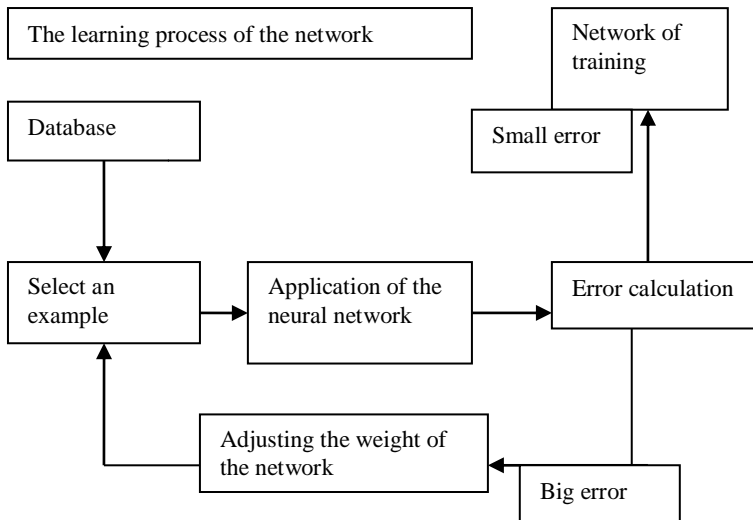 The learning process of the network
Network of
training
Database
Small error
Select an
example
Application of the
neural network
Error calculation
Adjusting the weight of
the network
Big error